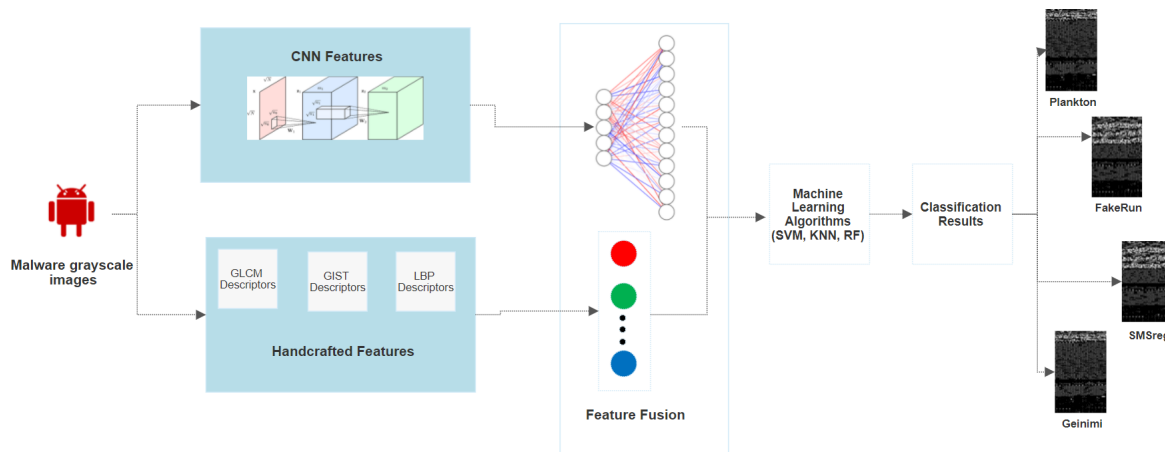 CNN Features
Malware grayscale
images
GLCM
Descriptors
GIST
Descriptors
LBP
Descriptors
Handcrafted Features
Feature Fusion
Machine
Learning
Algorithms
(SVM, KNN, RF)
Classification
Results
Plankton
FakeRun
SMSreg
Geinimi